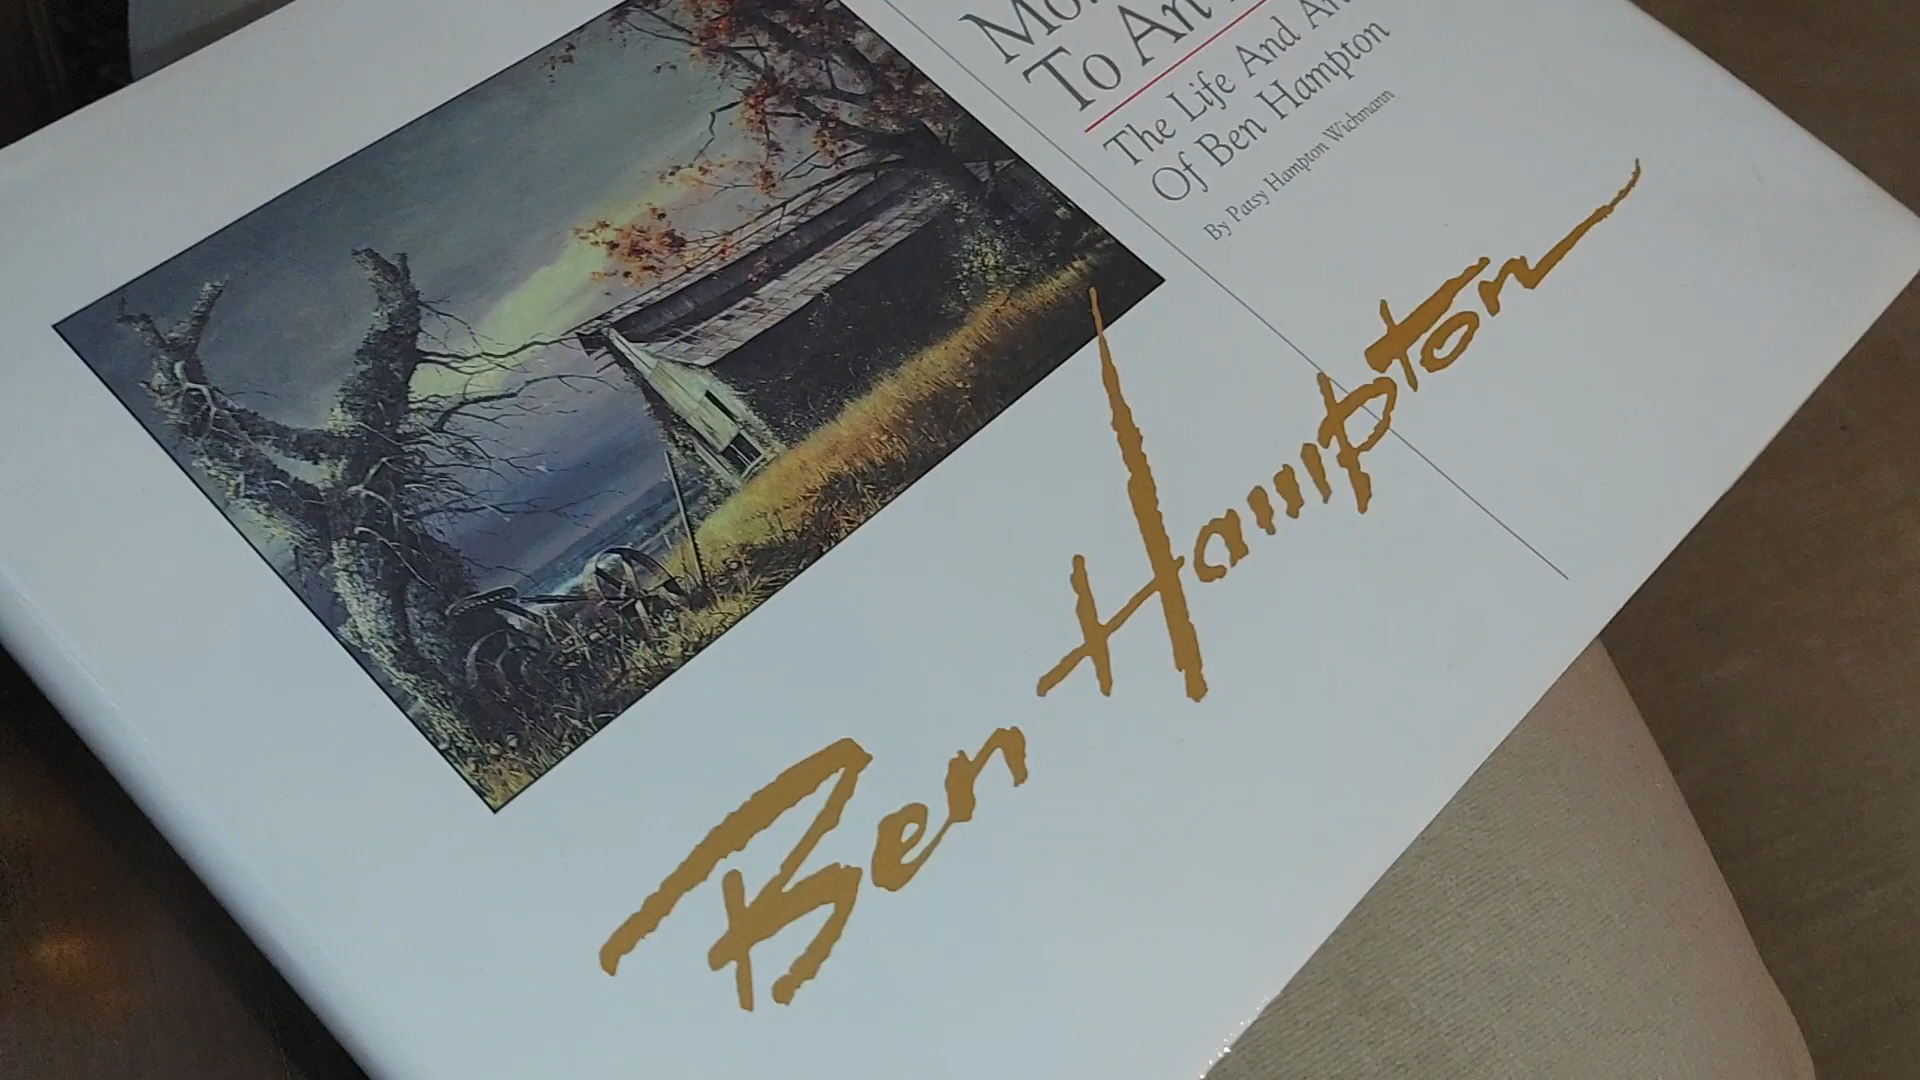 To An
The Life And
Of Ben Hampton
By Patsy Hampton Wichmann
Ben Hampton